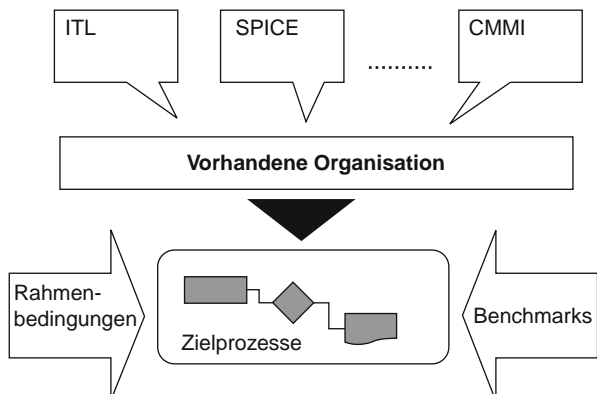 ITL
SPICE
..........
CMMI
Vorhandene Organisation
Rahmen-
bedingungen
Zielprozesse
Benchmarks